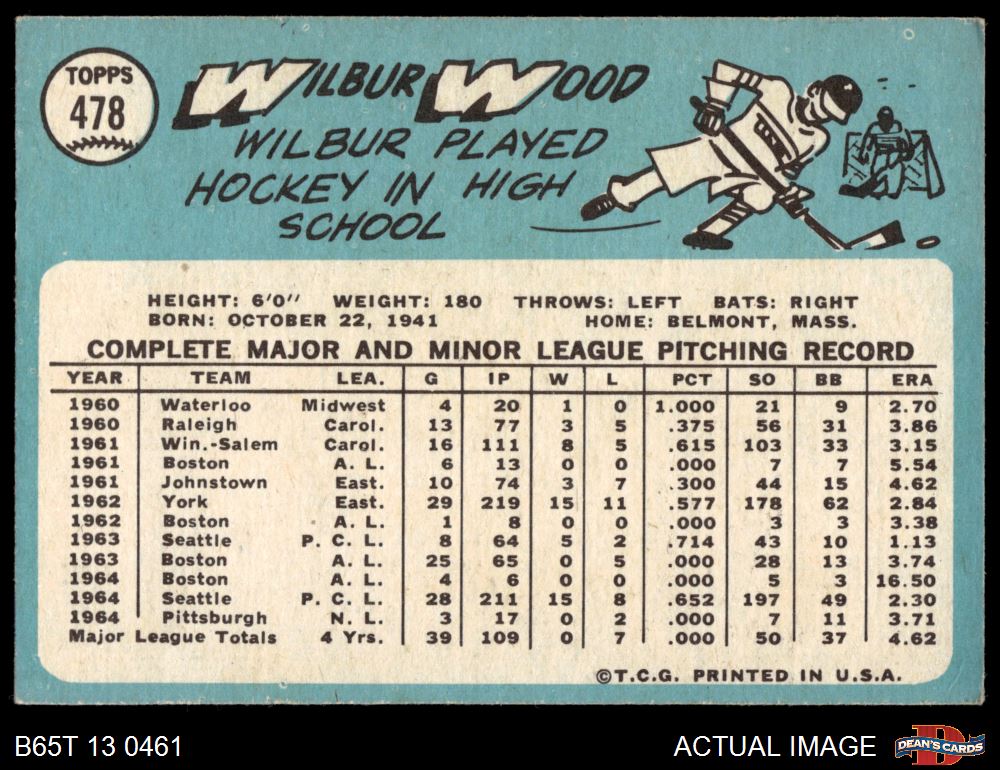 TOPPS
478
WILBUR WOOD
WILBUR PLAYED
HOCKEY IN HIGH
SCHOOL
HEIGHT: 6'0" WEIGHT: 180 THROWS: LEFT BATS: RIGHT
BORN: OCTOBER 22, 1941 HOME: BELMONT, MASS.
COMPLETE MAJOR AND MINOR LEAGUE PITCHING RECORD
YEAR TEAM LEA. G IP W L PCT SO BB ERA
1960 Waterloo Midwest 4 20 1 0 1.000 21 9 2.70
1960 Raleigh Carol. 13 77 3 5 .375 56 31 3.86
1961 Win.-Salem Carol. 16 111 8 5 .615 103 33 3.15
1961 Boston A. L. 6 13 0 0 .000 7 7 5.54
1961 Johnstown East. 10 74 3 7 .300 44 15 4.62
1962 York East. 29 219 15 11 .577 178 62 2.84
1962 Boston A. L. 1 8 0 0 .000 3 3 3.38
1963 Seattle P. C. L. 8 64 5 2 .714 43 10 1.13
1963 Boston A. L. 25 65 0 5 .000 28 13 3.74
1964 Boston A. L. 4 6 0 0 .000 5 3 16.50
1964 Seattle P. C. L. 28 211 15 8 .652 197 49 2.30
1964 Pittsburgh N. L. 3 17 0 2 .000 7 11 3.71
Major League Totals 4 Yrs. 39 109 0 7 .000 50 37 4.62
©T.C.G. PRINTED IN U.S.A.
B65T 13 0461 ACTUAL IMAGE DEAN'S CARDS